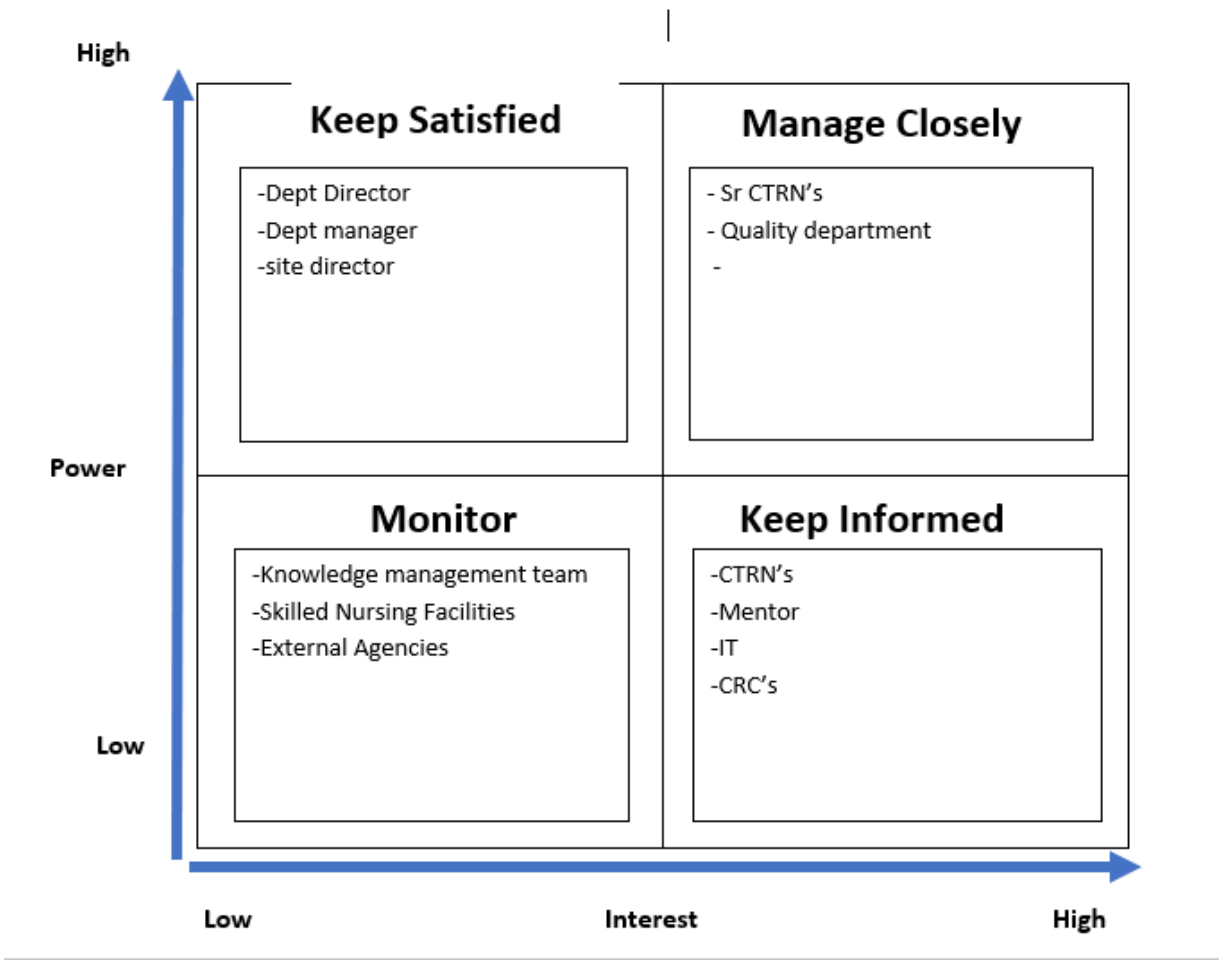 High
Keep Satisfied
-Dept Director
-Dept manager
-site director
Manage Closely
- Sr CTRN’s
- Quality department
-
Power
Monitor
-Knowledge management team
-Skilled Nursing Facilities
-External Agencies
Keep Informed
-CTRN’s
-Mentor
-IT
-CRC’s
Low
Low
Interest
High